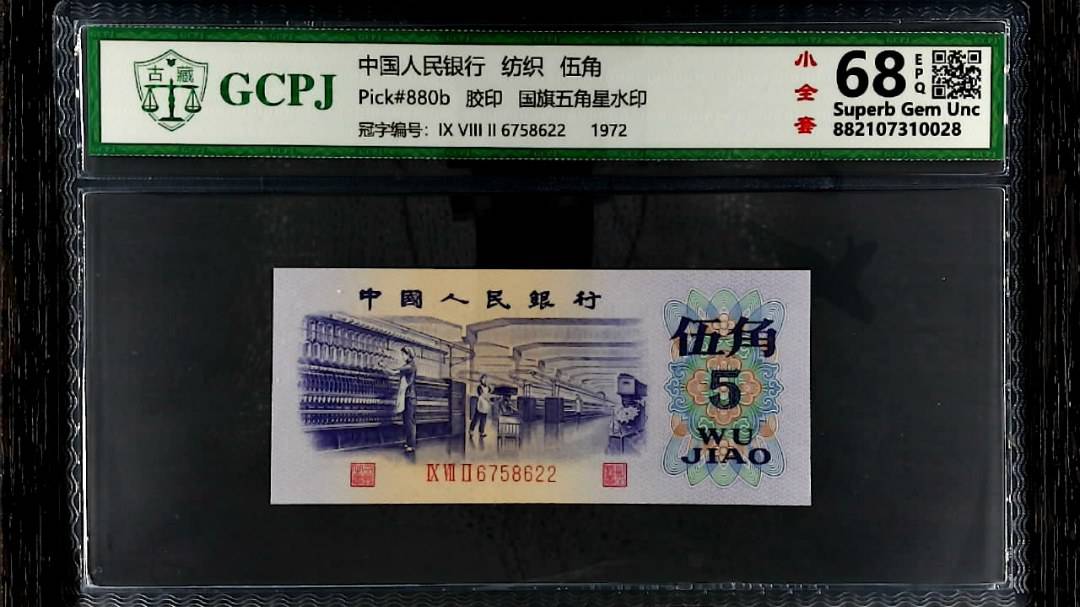 古藏
GCPJ
中国人民银行 纺织 伍角
Pick#880b 胶印 国旗五角星水印
冠字编号: IX VIII II 6758622 1972
小全套
68
EPQ
Superb Gem Unc
882107310028
中國人民銀行
伍角
5
WU
JIAO
IX VIII II 6758622